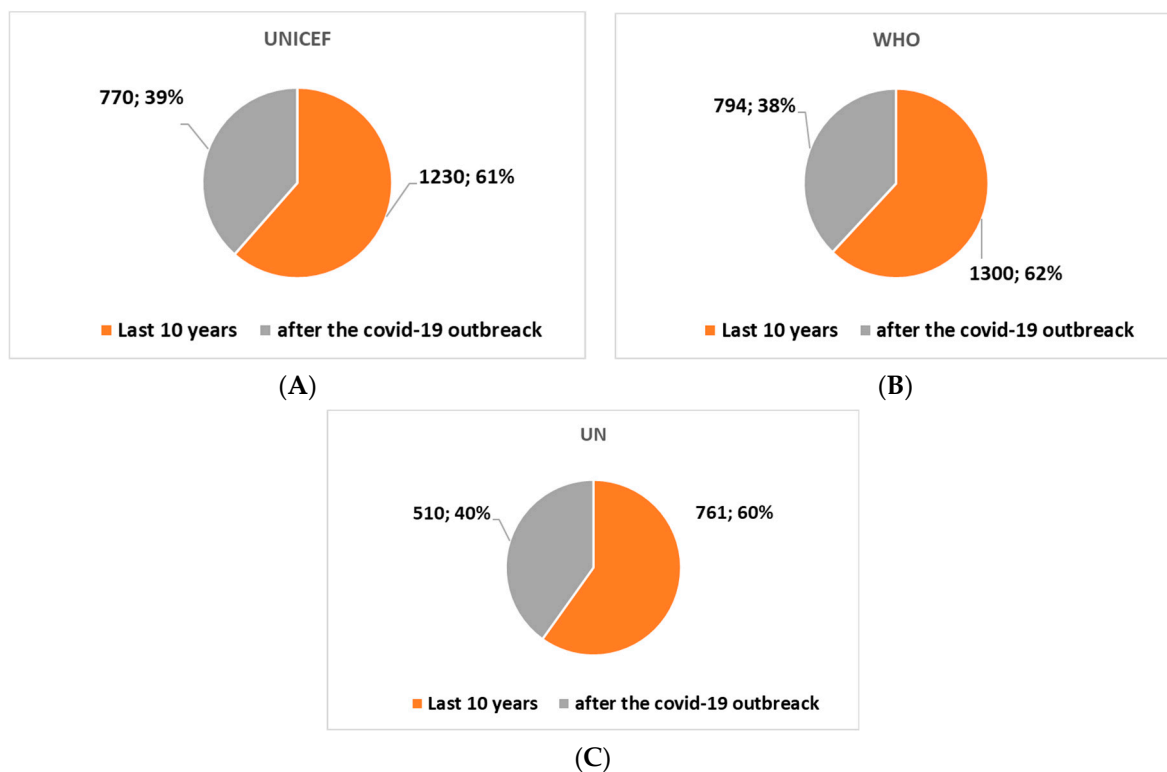 UNICEF
770; 39%
1230; 61%
Last 10 years after the covid-19 outbreack
(A)
WHO
794; 38%
1300; 62%
Last 10 years after the covid-19 outbreack
(B)
UN
510; 40%
761; 60%
Last 10 years after the covid-19 outbreack
(C)